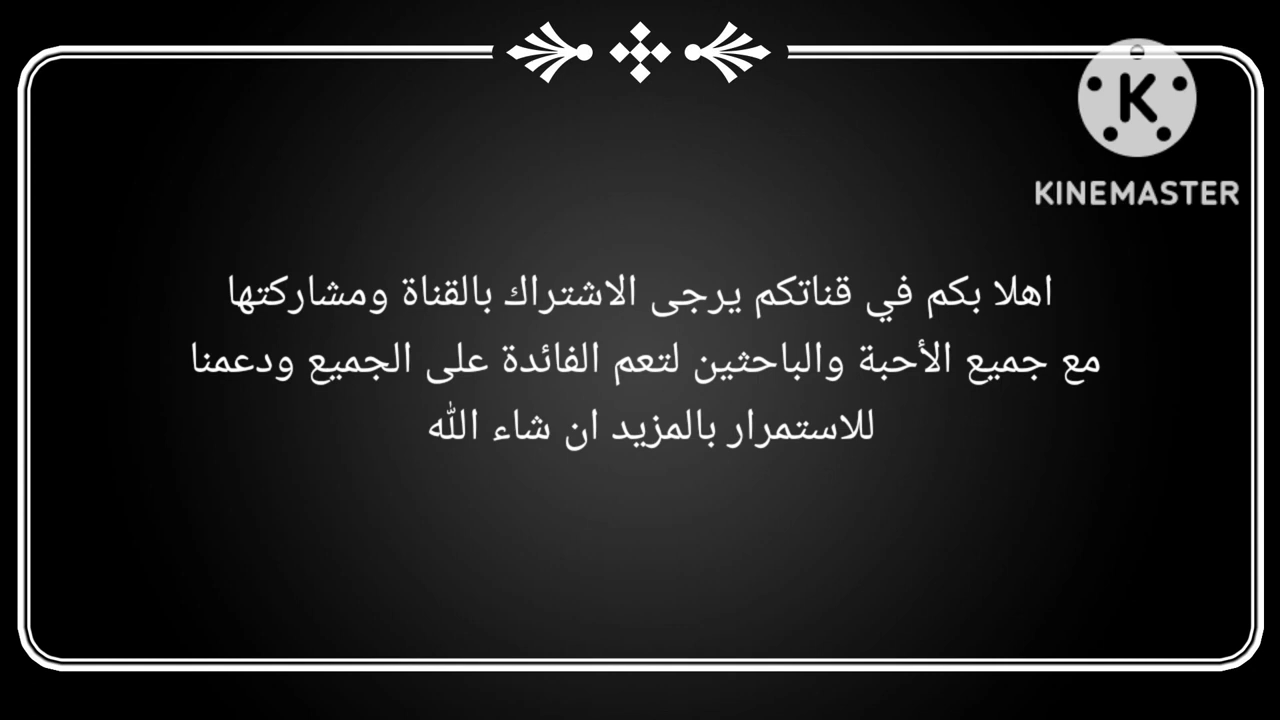 K
KINEMASTER
اهلا بكم في قناتكم يرجى الاشتراك بالقناة ومشاركتها
مع جميع الأحبة والباحثين لتعم الفائدة على الجميع ودعمنا
للاستمرار بالمزيد ان شاء الله